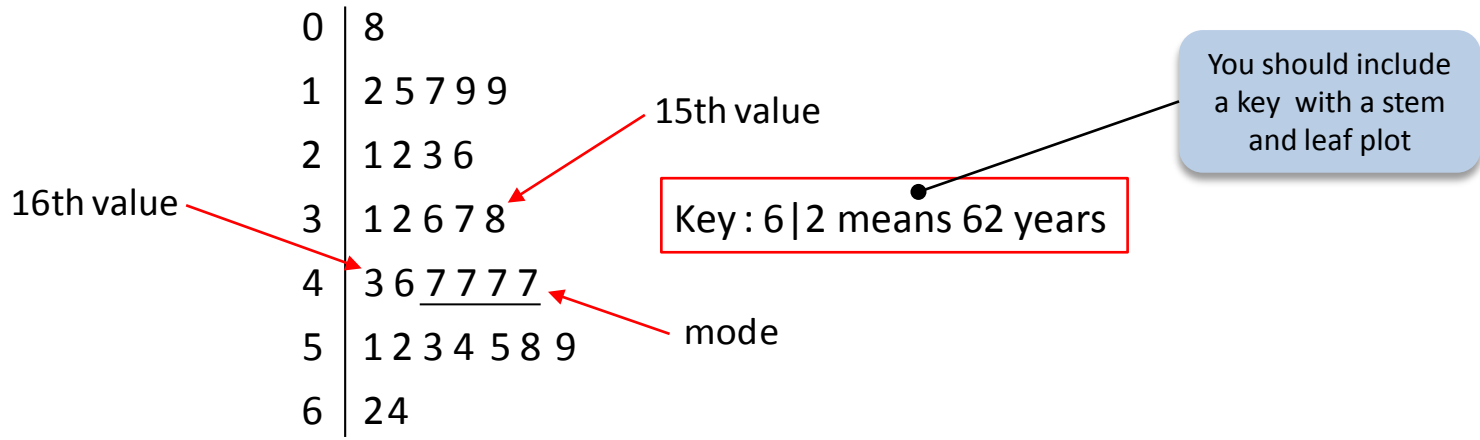 0 | 8
1 | 2 5 7 9 9
2 | 1 2 3 6
3 | 1 2 6 7 8
4 | 3 6 7 7 7 7
5 | 1 2 3 4 5 8 9
6 | 2 4
15th value
16th value
mode
Key : 6|2 means 62 years
You should include
a key with a stem
and leaf plot